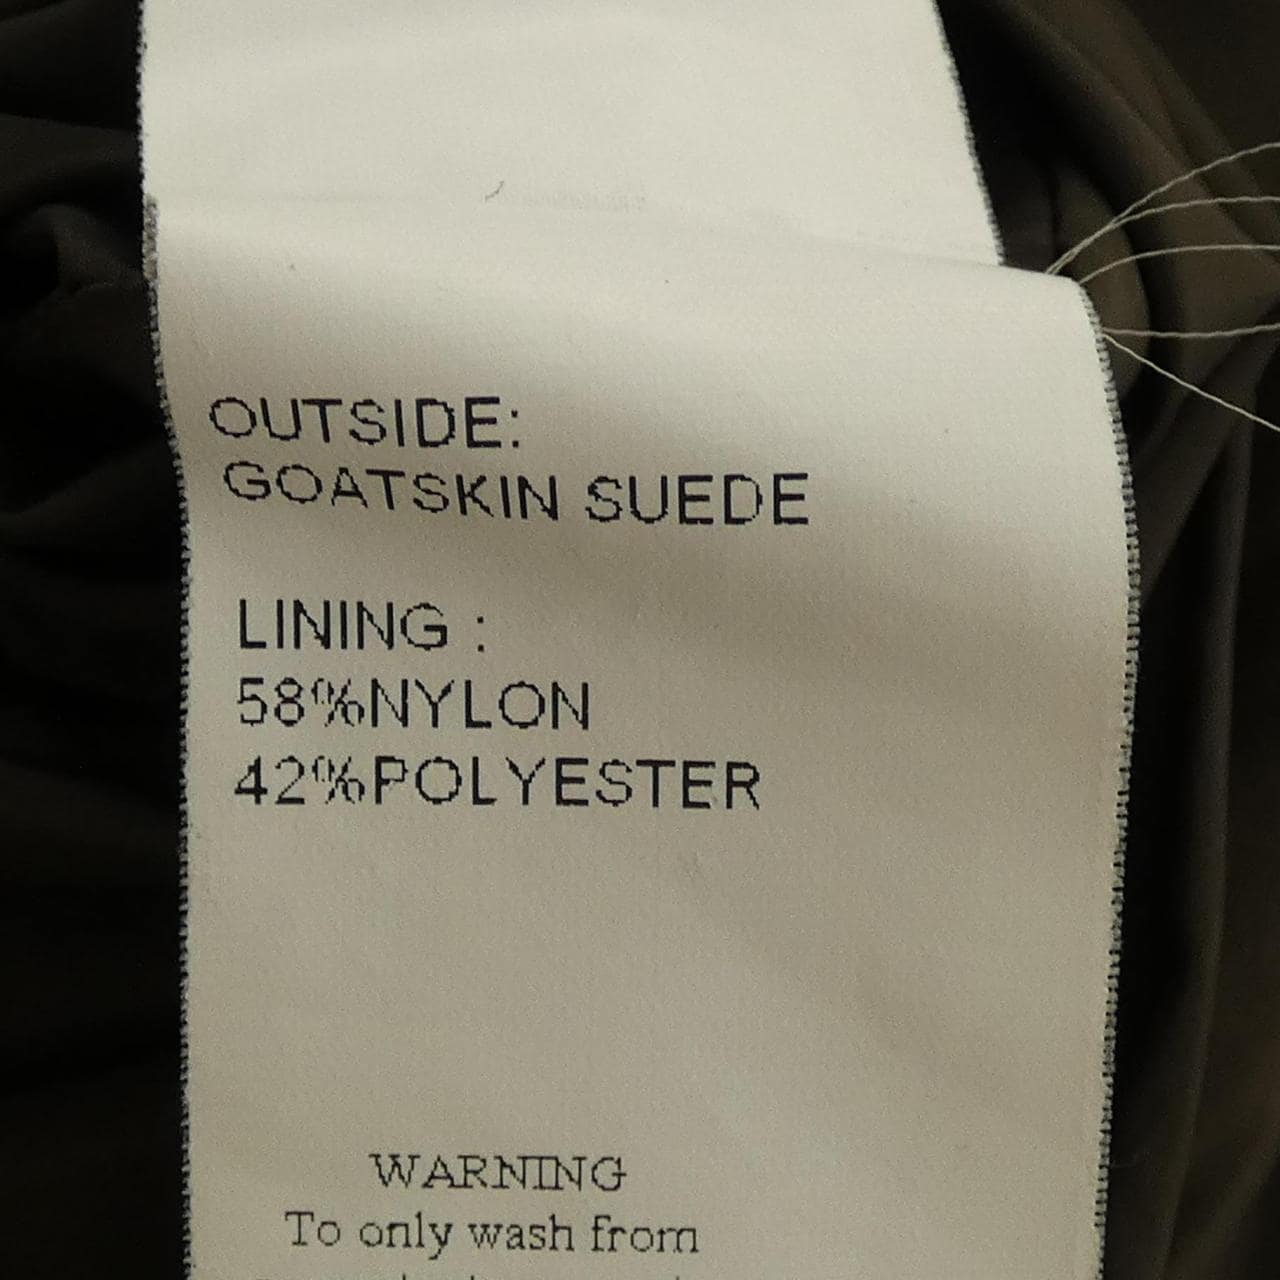 OUTSIDE:
GOATSKIN SUEDE
LINING :
58%NYLON
42%POLYESTER
WARNING
To only wash from